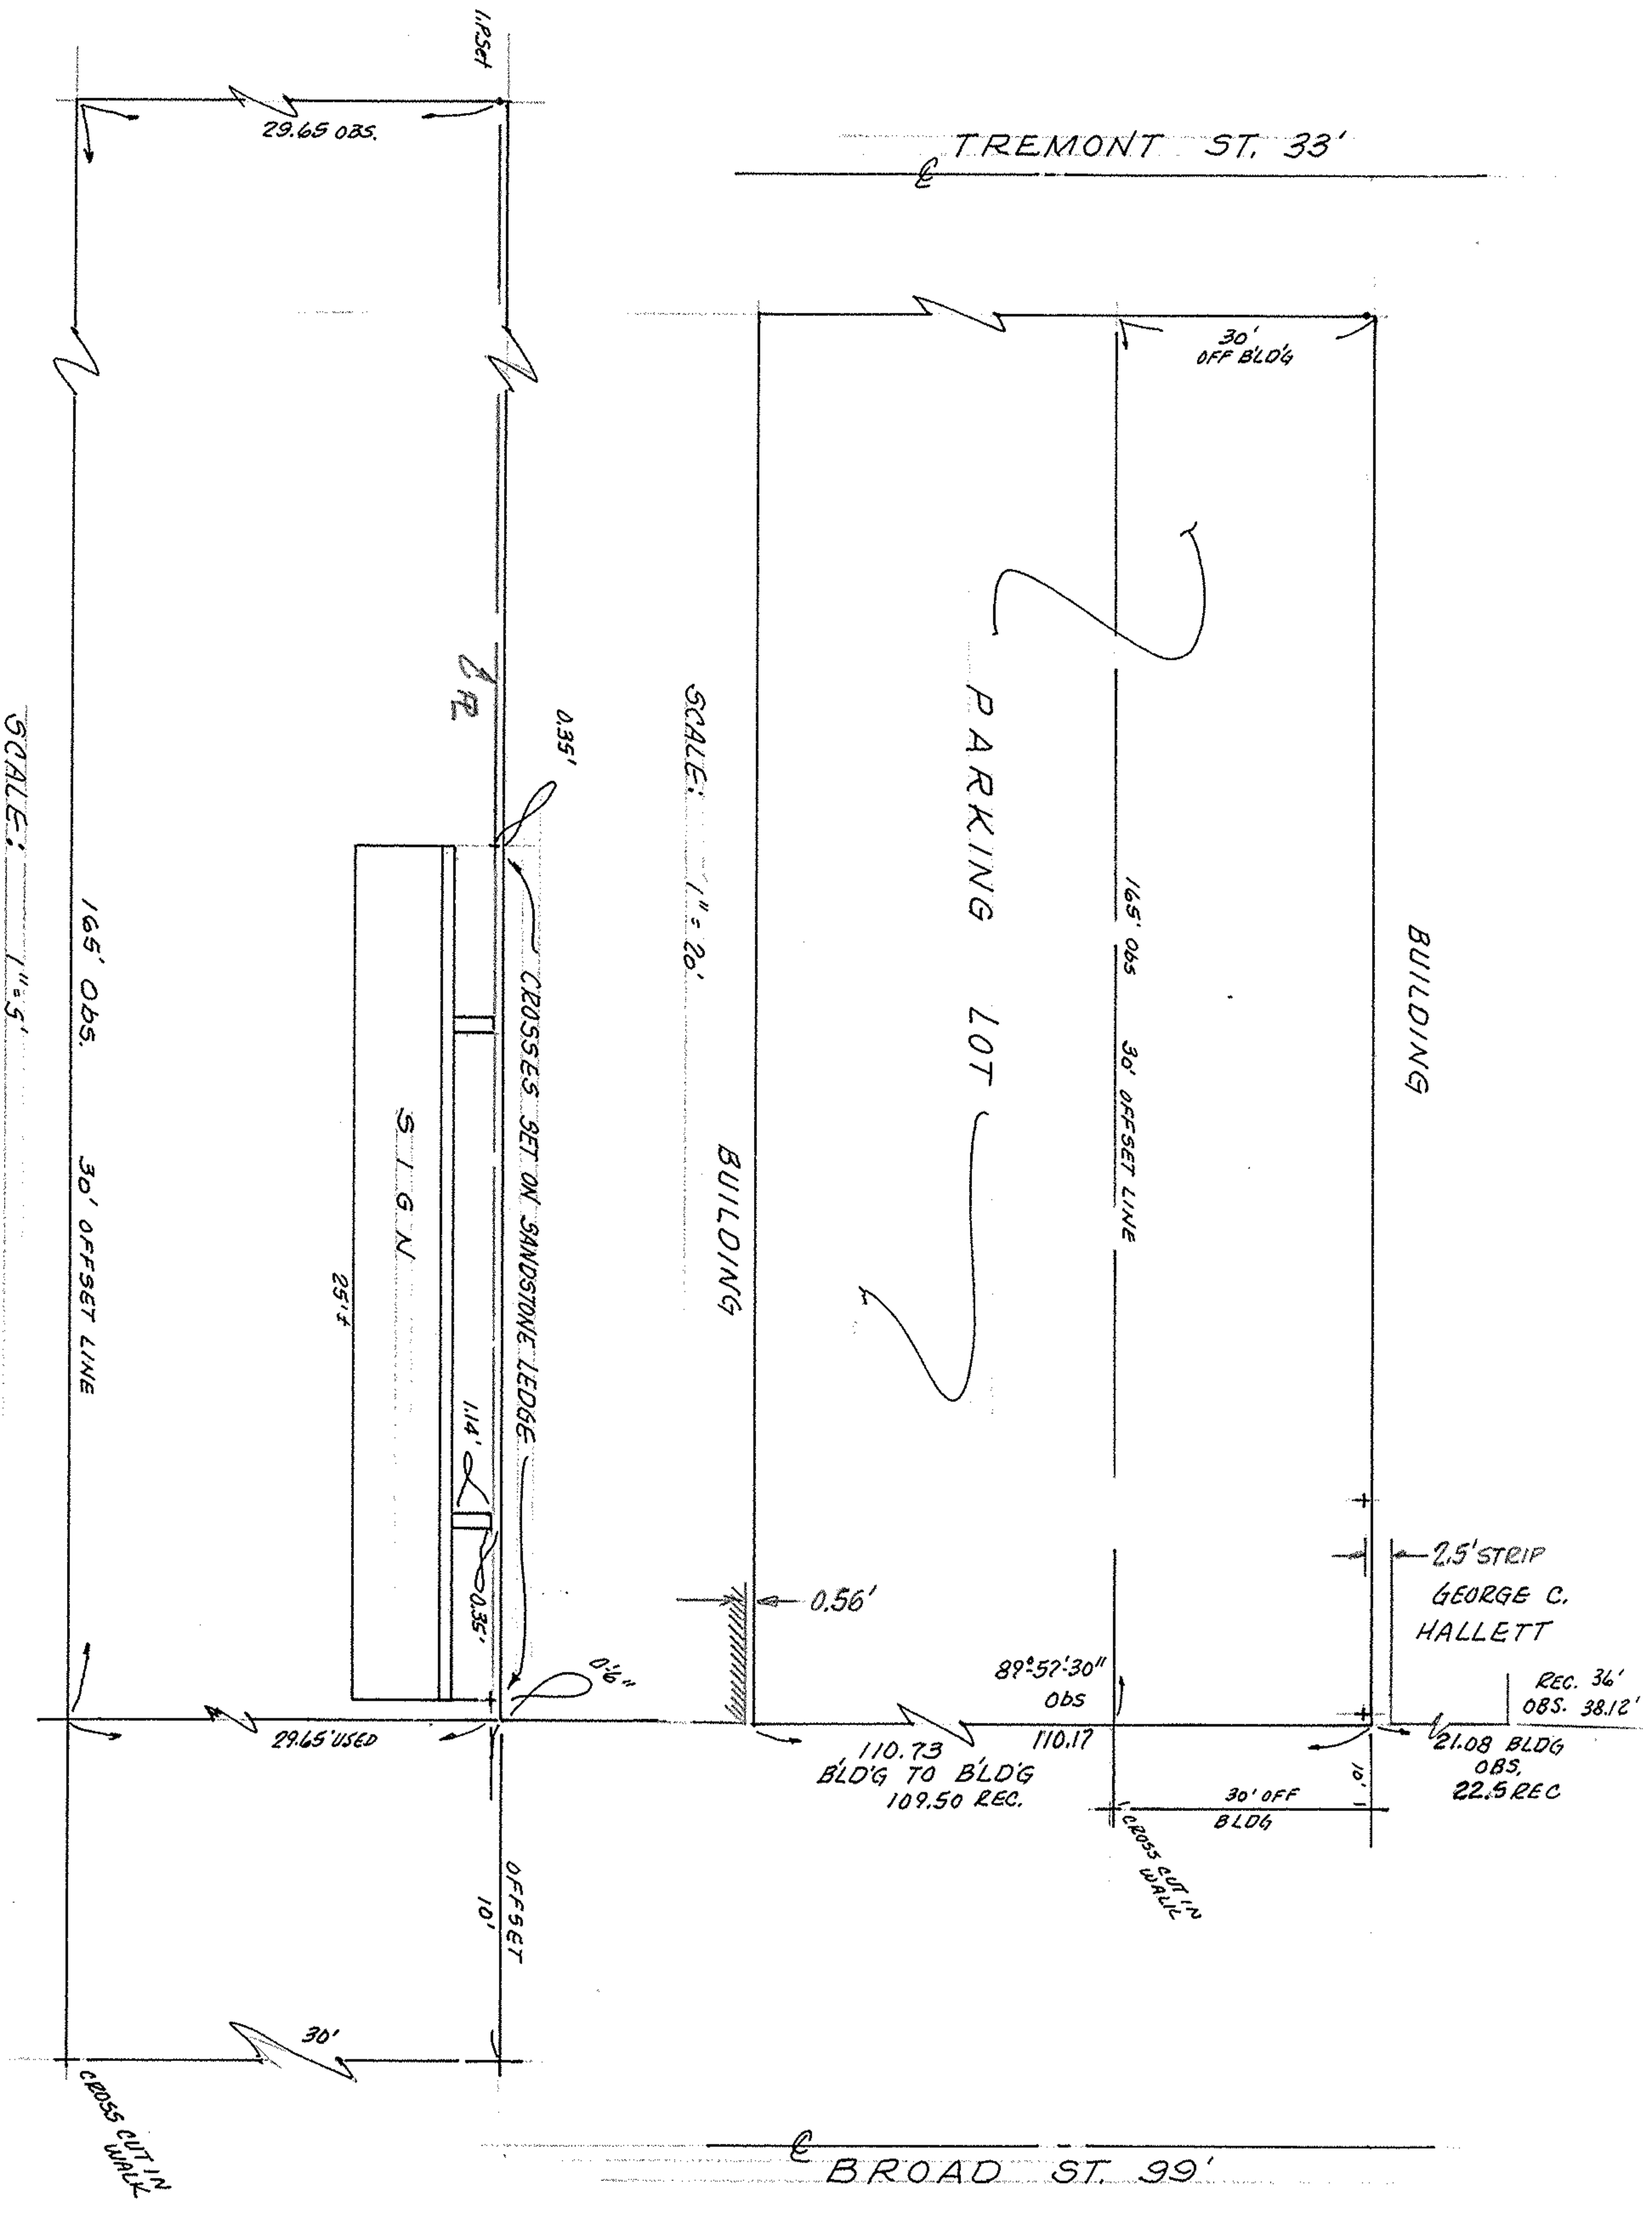 I.P. Set
29.65 OBS.
TREMONT ST. 33'
30'
OFF BLD'G
PL
0.35'
SCALE: 1" = 20'
PARKING LOT
165' Obs 30' OFFSET LINE
BUILDING
SCALE: 1" = 5'
165' Obs. 30' OFFSET LINE
SIGN
25'±
CROSSES SET ON SANDSTONE LEDGE
1.14'
0.35'
0'-6"
BUILDING
0.56'
2.5' STRIP
GEORGE C.
HALLETT
REC. 36'
OBS. 38.12'
89°-57'-30"
Obs
29.65' USED
110.73
BLD'G TO BLD'G
109.50 REC.
110.17
21.08 BLDG
OBS.
22.5 REC
10'
30' OFF
BLDG
CROSS CUT IN
WALK
OFFSET
10'
30'
CROSS CUT IN
WALK
℄
BROAD ST. 99'